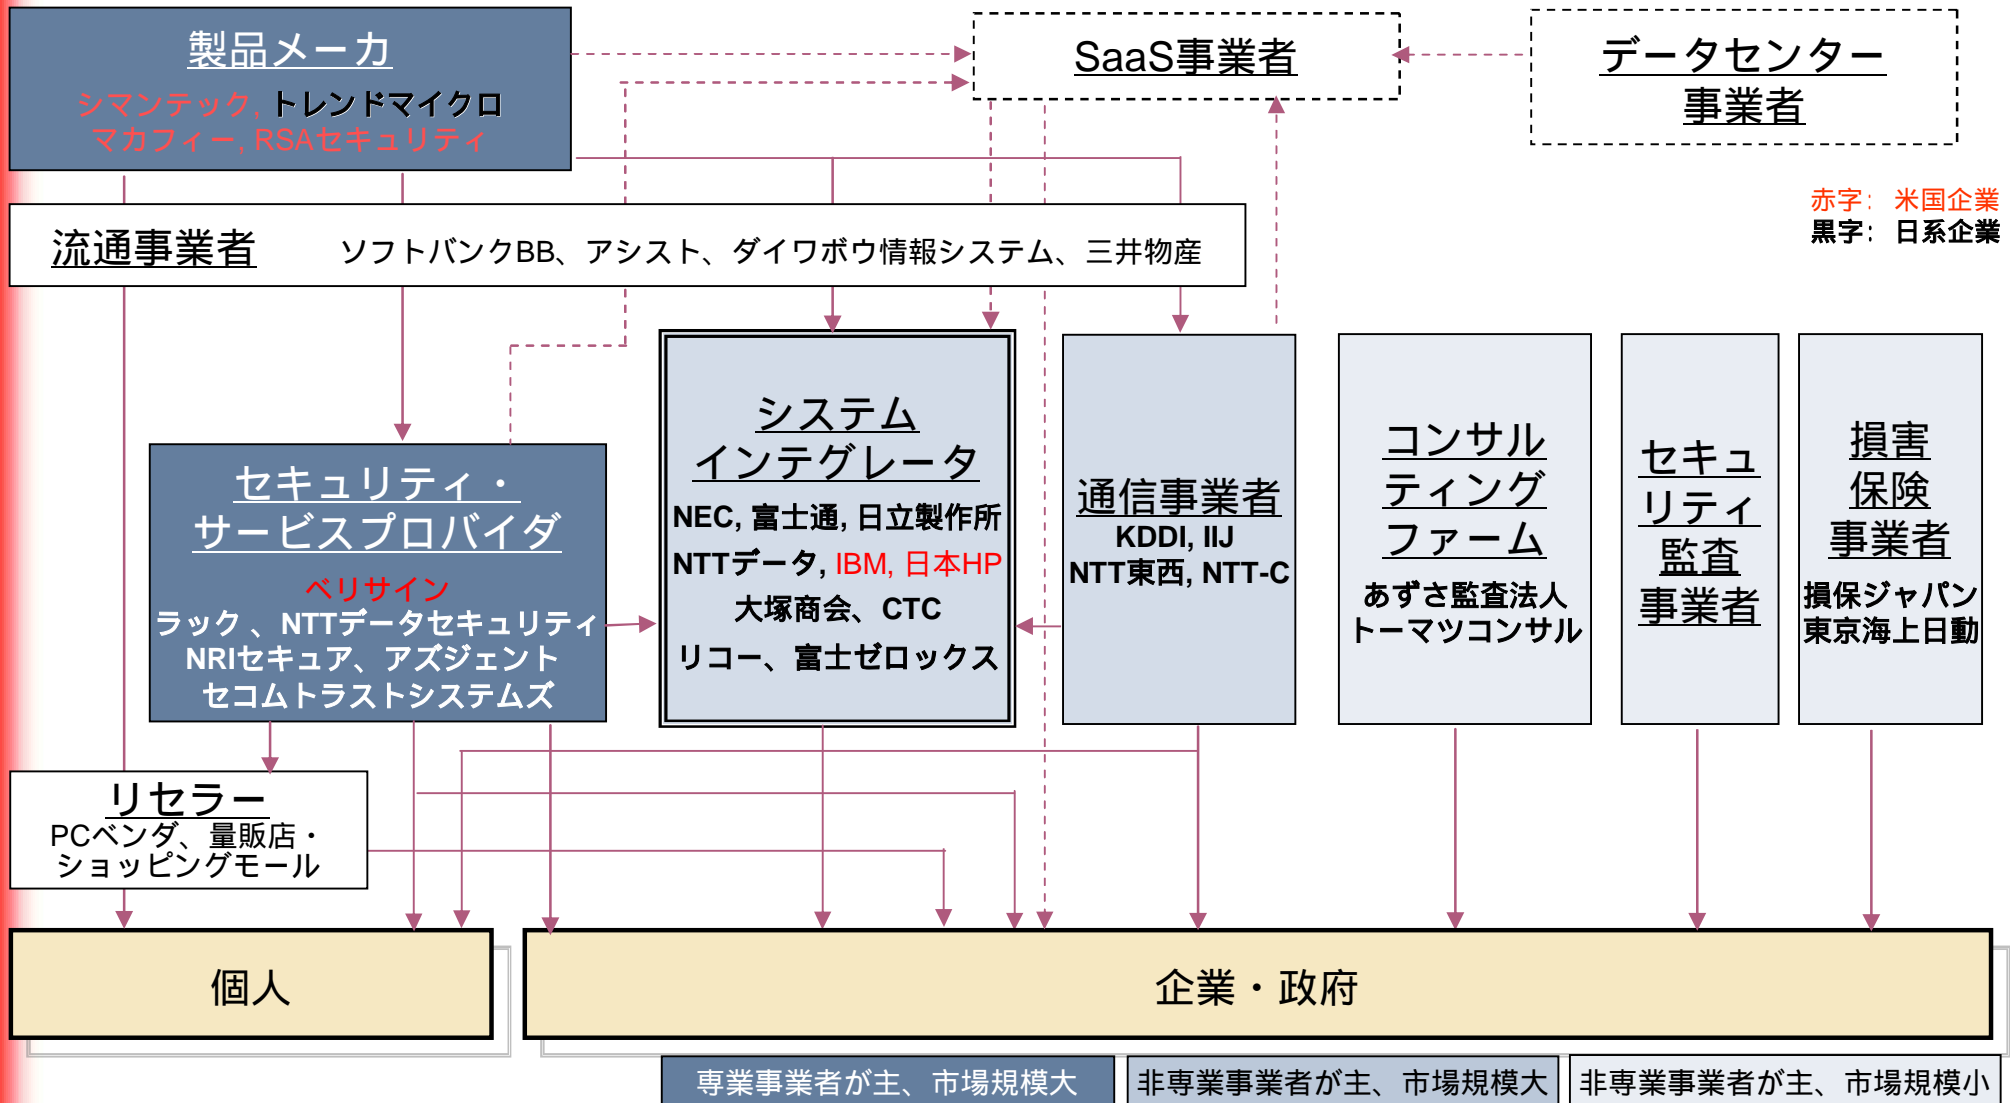 製品メーカ
シマンテック, トレンドマイクロ
マカフィー, RSAセキュリティ
SaaS事業者
データセンター
事業者
赤字： 米国企業
黒字： 日系企業
流通事業者 ソフトバンクBB、アシスト、ダイワボウ情報システム、三井物産
セキュリティ・
サービスプロバイダ
ベリサイン
ラック 、NTTデータセキュリティ
NRIセキュア、アズジェント
セコムトラストシステムズ
システム
インテグレータ
NEC, 富士通, 日立製作所
NTTデータ, IBM, 日本HP
大塚商会、CTC
リコー、富士ゼロックス
通信事業者
KDDI, IIJ
NTT東西, NTT-C
コンサル
ティング
ファーム
あずさ監査法人
トーマツコンサル
セキュ
リティ
監査
事業者
損害
保険
事業者
損保ジャパン
東京海上日動
リセラー
PCベンダ、量販店・
ショッピングモール
個人
企業・政府
専業事業者が主、市場規模大
非専業事業者が主、市場規模大
非専業事業者が主、市場規模小